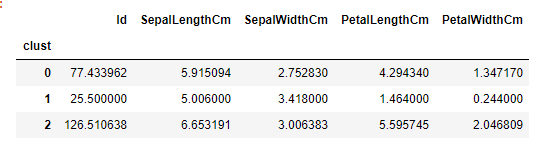 :
Id SepalLengthCm SepalWidthCm PetalLengthCm PetalWidthCm
clust
0 77.433962 5.915094 2.752830 4.294340 1.347170
1 25.500000 5.006000 3.418000 1.464000 0.244000
2 126.510638 6.653191 3.006383 5.595745 2.046809